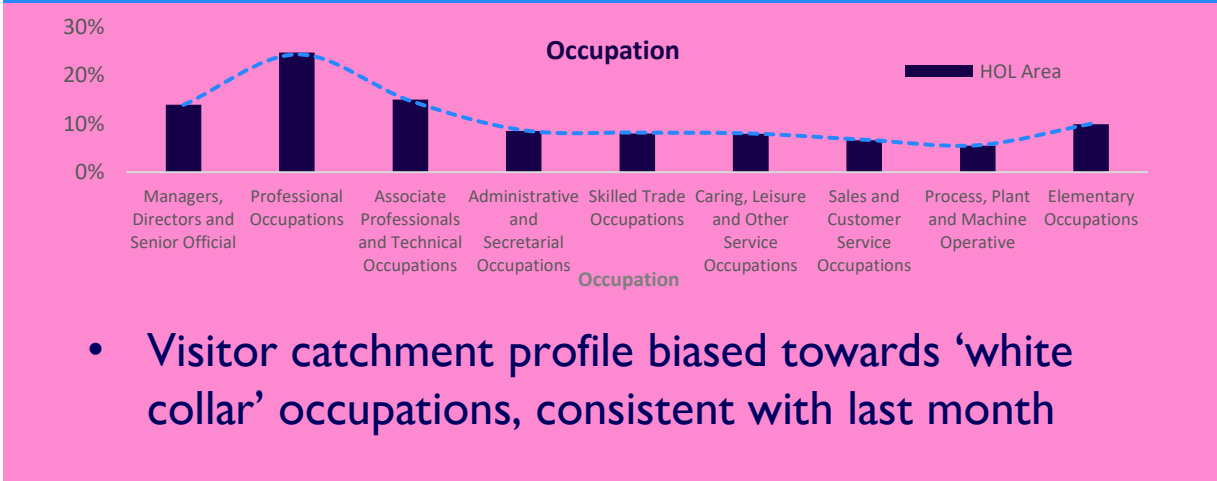 Occupation
HOL Area
30%
20%
10%
0%
Managers,
Directors and
Senior Official
Professional
Occupations
Associate
Professionals
and Technical
Occupations
Administrative
and
Secretarial
Occupations
Skilled Trade
Occupations
Caring, Leisure
and Other
Service
Occupations
Sales and
Customer
Service
Occupations
Process, Plant
and Machine
Operative
Elementary
Occupations
Occupation
• Visitor catchment profile biased towards ‘white
collar’ occupations, consistent with last month